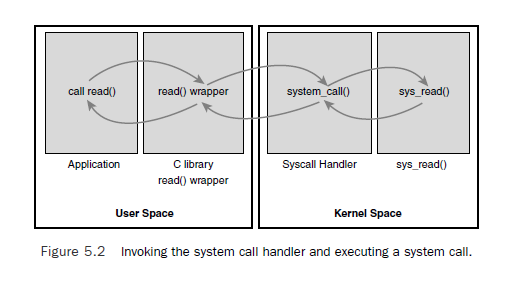 call read()
read() wrapper
system_call()
sys_read()
Application
C library
read() wrapper
Syscall Handler
sys_read()
User Space
Kernel Space
Figure 5.2 Invoking the system call handler and executing a system call.